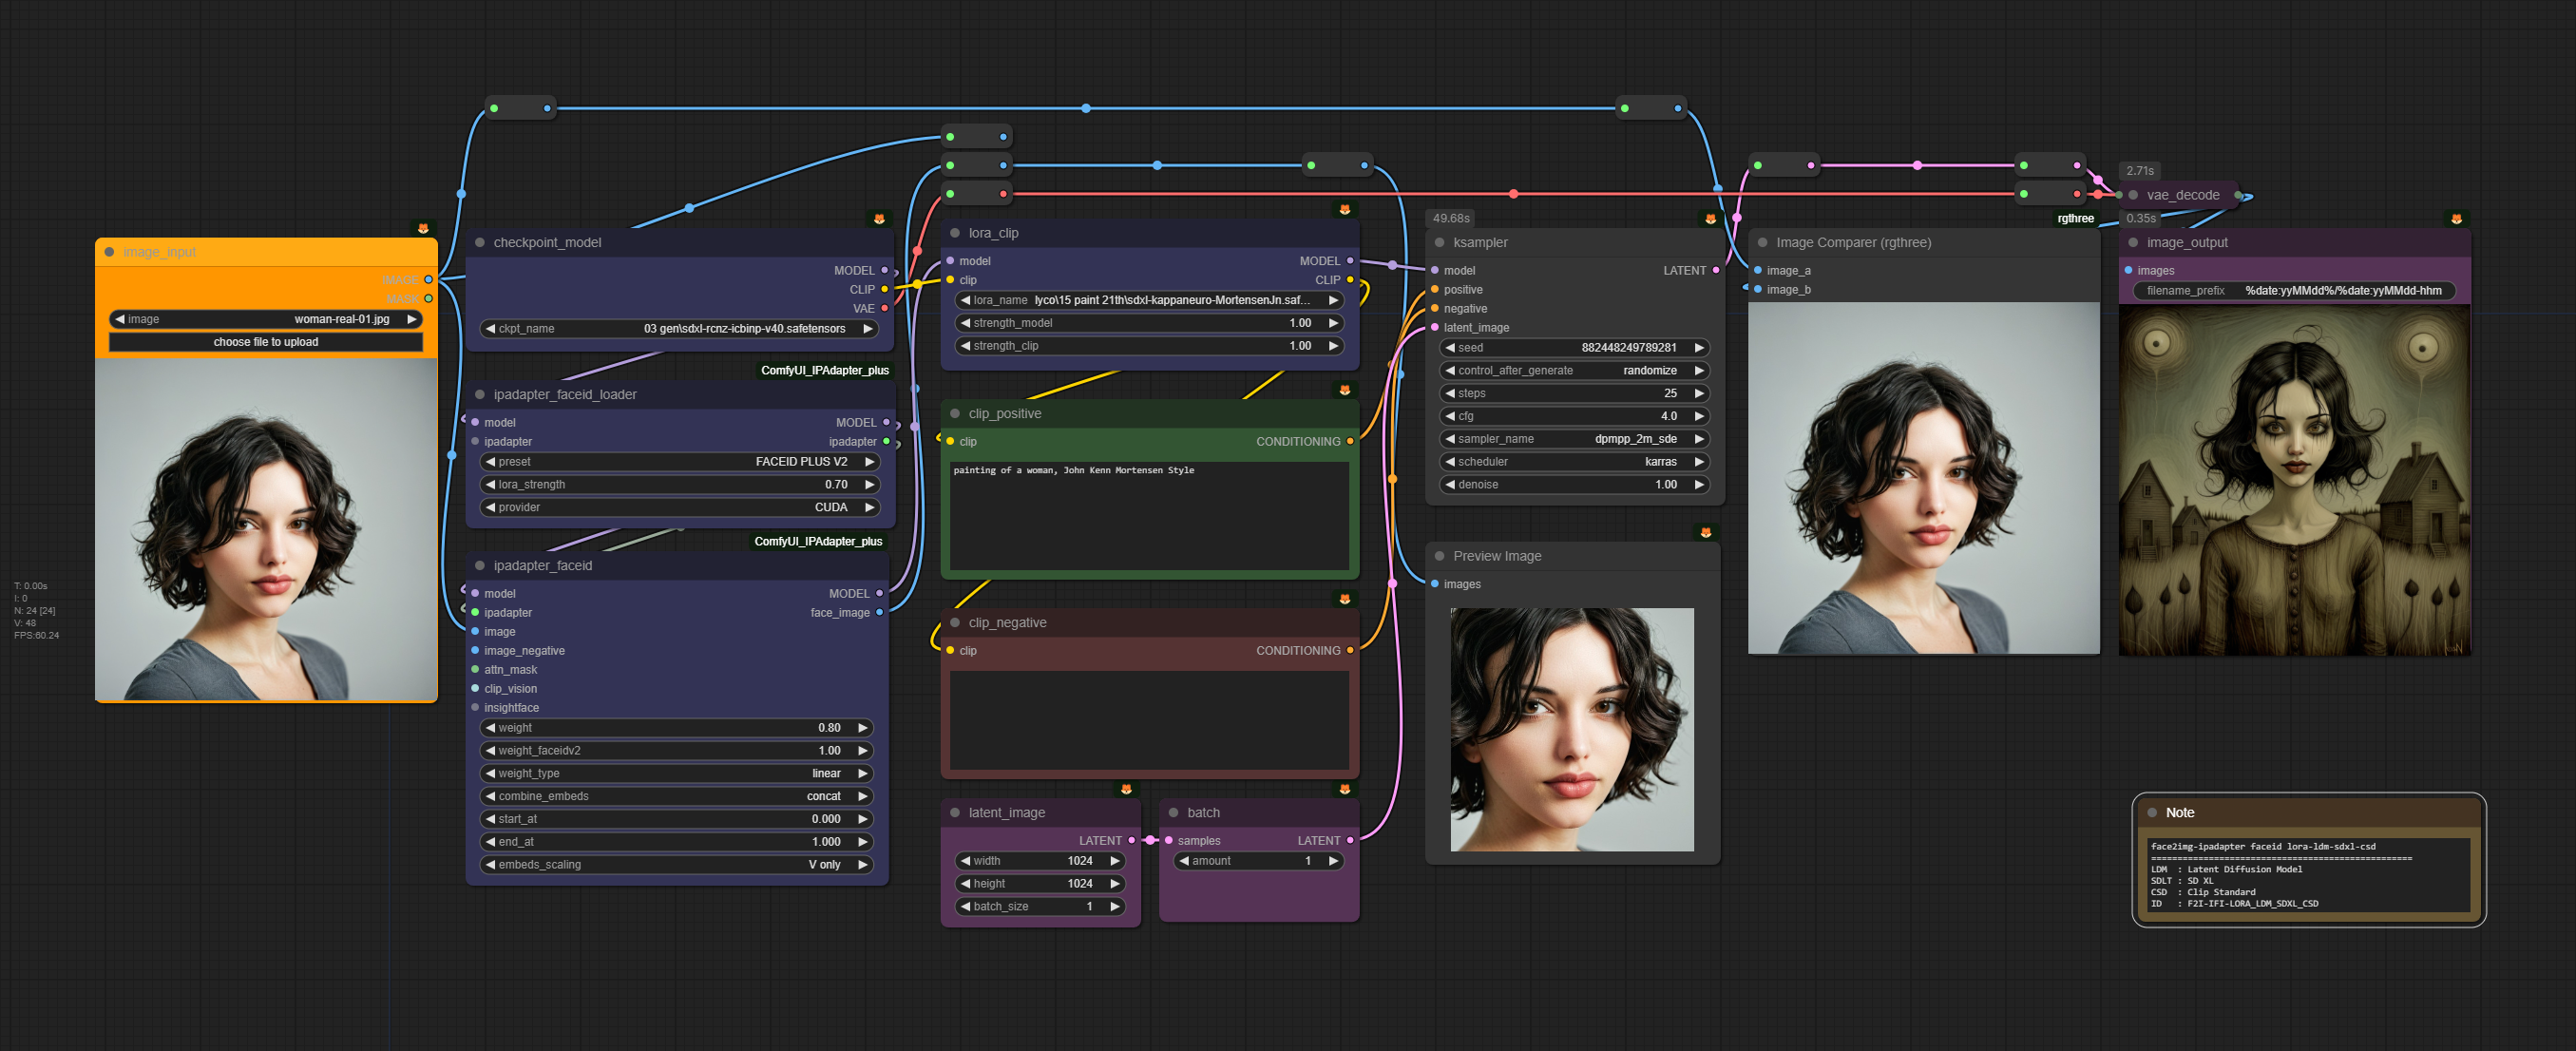 image_input
IMAGE
MASK
image woman-real-01.jpg
choose file to upload
T: 0.00s
I: 0
N: 24 [24]
V: 48
FPS:60.24
checkpoint_model
MODEL
CLIP
VAE
ckpt_name 03 gen\sdxl-rcnz-icbinp-v40.safetensors
ComfyUI_IPAdapter_plus
ipadapter_faceid_loader
model MODEL
ipadapter ipadapter
preset FACEID PLUS V2
lora_strength 0.70
provider CUDA
ComfyUI_IPAdapter_plus
ipadapter_faceid
model MODEL
ipadapter face_image
image
image_negative
attn_mask
clip_vision
insightface
weight 0.80
weight_faceidv2 1.00
weight_type linear
combine_embeds concat
start_at 0.000
end_at 1.000
embeds_scaling V only
lora_clip
model MODEL
clip CLIP
lora_name lyco\15 paint 21th\sdxl-kappaneuro-MortensenJn.saf...
strength_model 1.00
strength_clip 1.00
clip_positive
clip CONDITIONING
painting of a woman, John Kenn Mortensen Style
clip_negative
clip CONDITIONING
latent_image
LATENT
width 1024
height 1024
batch_size 1
batch
samples LATENT
amount 1
49.68s
ksampler
model LATENT
positive
negative
latent_image
seed 882448249789281
control_after_generate randomize
steps 25
cfg 4.0
sampler_name dpmpp_2m_sde
scheduler karras
denoise 1.00
Preview Image
images
rgthree
Image Comparer (rgthree)
image_a
image_b
2.71s
vae_decode
0.35s
image_output
images
filename_prefix %date:yyMMdd%/%date:yyMMdd-hhm
Note
face2img-ipadapter faceid lora-ldm-sdxl-csd
==================================================
LDM : Latent Diffusion Model
SDLT : SD XL
CSD : Clip Standard
ID : F2I-IFI-LORA_LDM_SDXL_CSD